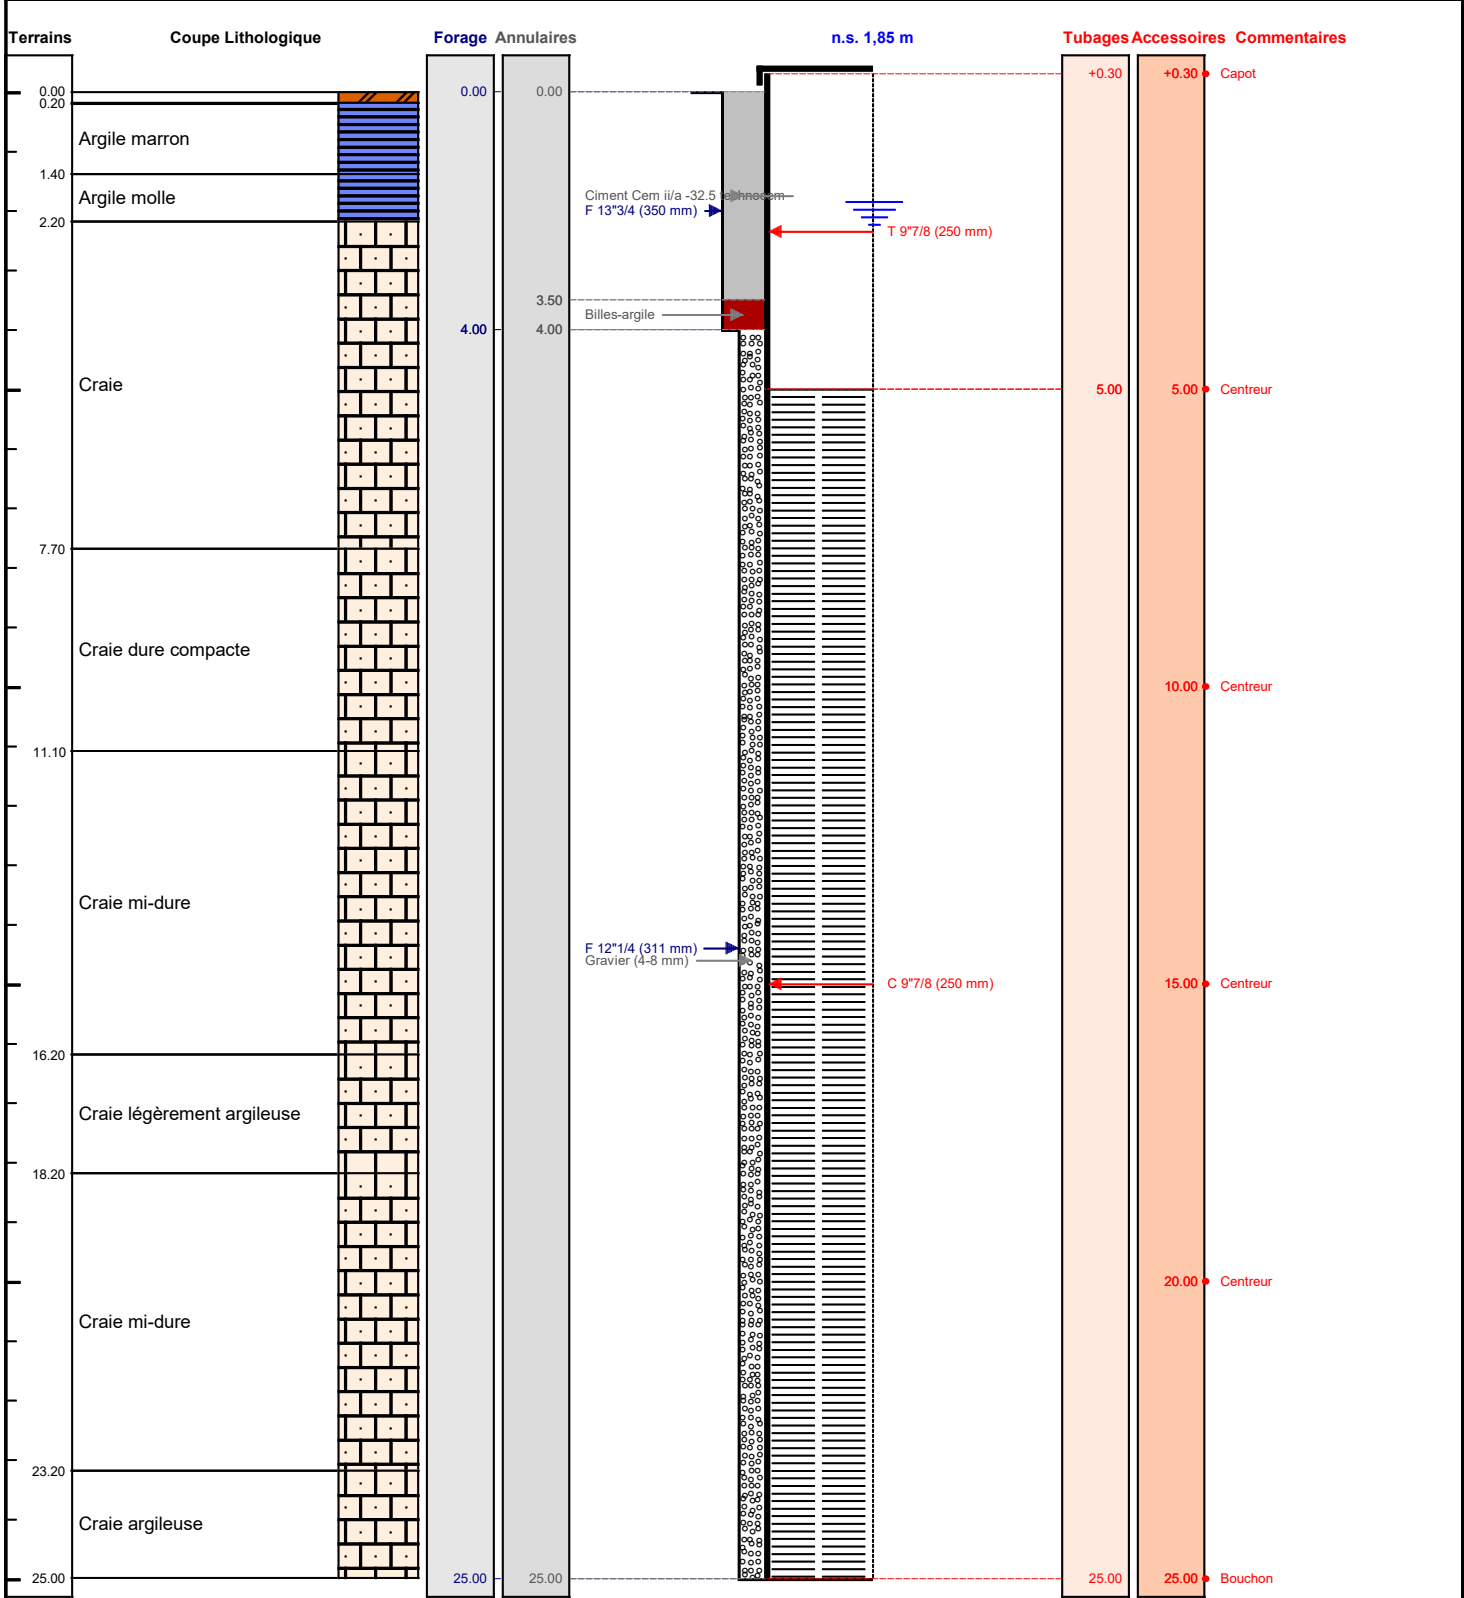 Terrains Coupe Lithologique Forage Annulaires n.s. 1,85 m Tubages Accessoires Commentaires
+0.30 +0.30 Capot
0.00 0.00 0.00
0.20
Argile marron
1.40
Argile molle
Ciment Cem ii/a -32.5 technocem
F 13"3/4 (350 mm)
2.20
T 9"7/8 (250 mm)
3.50
Billes-argile
4.00 4.00
Craie
5.00 5.00 Centreur
7.70
Craie dure compacte
10.00 Centreur
11.10
Craie mi-dure
F 12"1/4 (311 mm)
Gravier (4-8 mm)
C 9"7/8 (250 mm)
15.00 Centreur
16.20
Craie légèrement argileuse
18.20
20.00 Centreur
Craie mi-dure
23.20
Craie argileuse
25.00 25.00 25.00 25.00 25.00 Bouchon